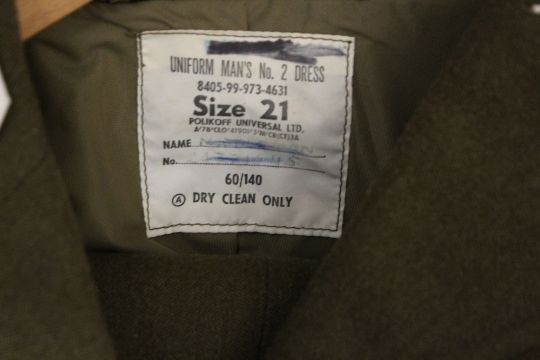 UNIFORM MAN'S No. 2 DRESS
8405-99-973-4631
Size 21
POLIKOFF UNIVERSAL LTD.
NAME
No.
60/140
A DRY CLEAN ONLY